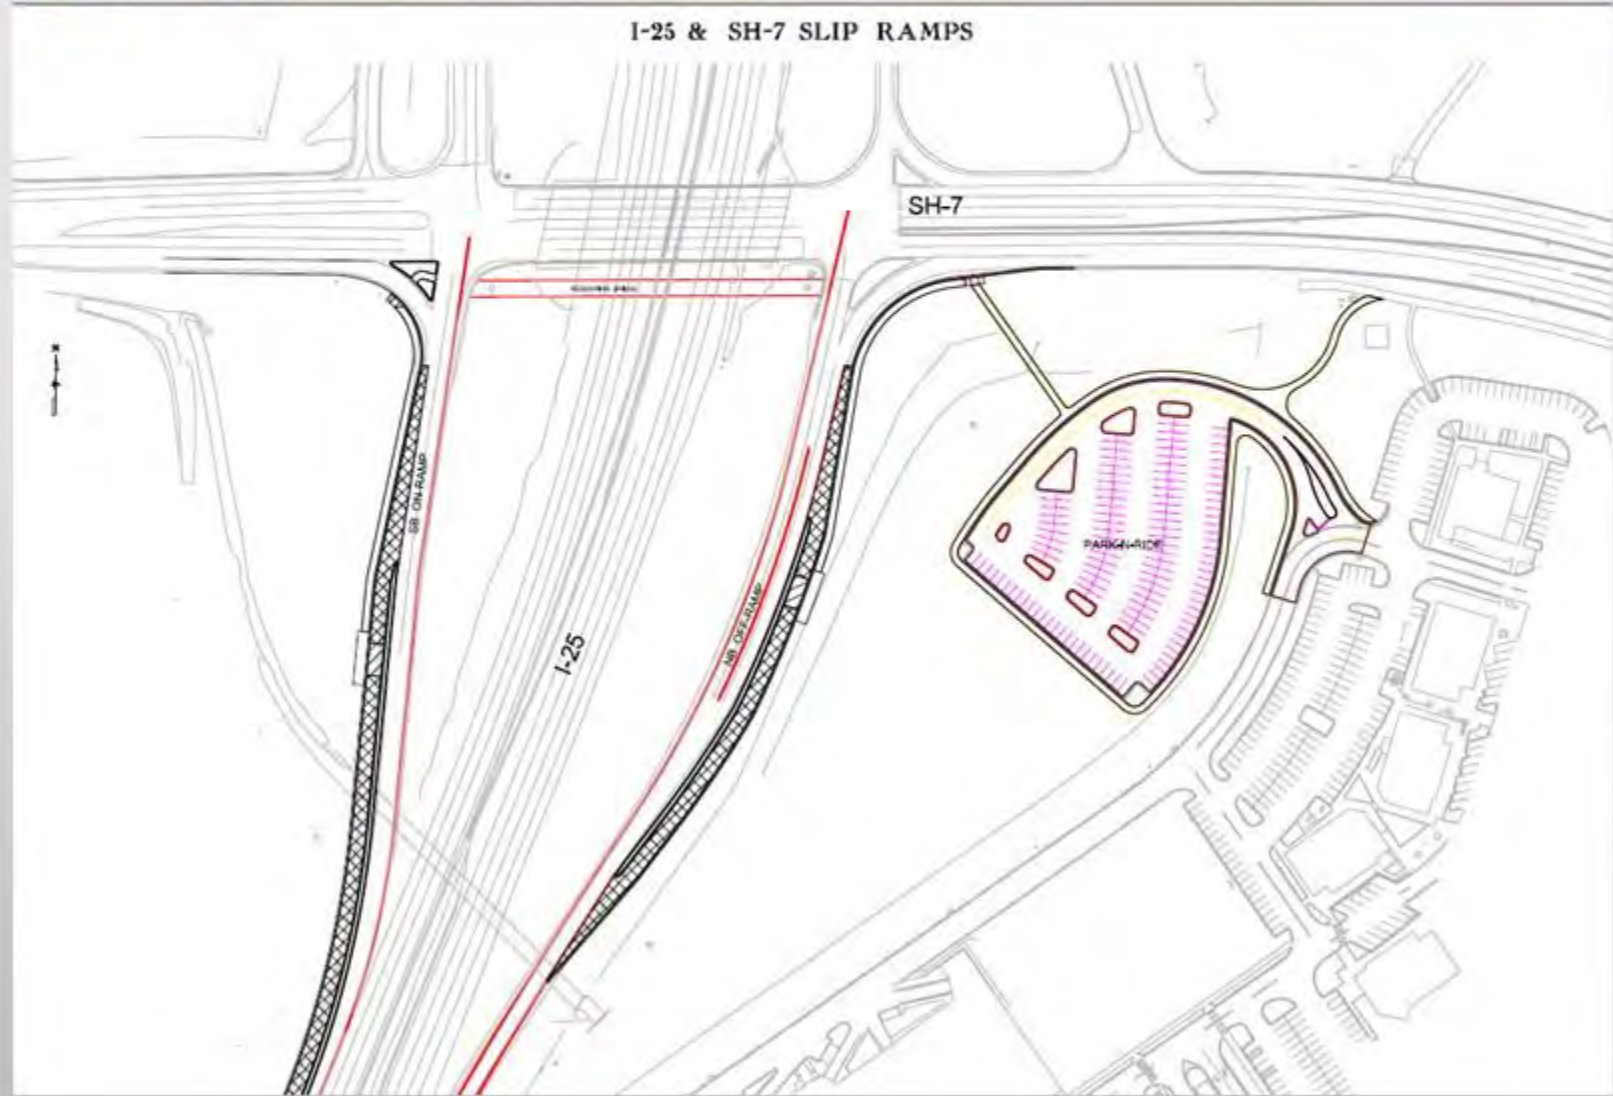 I-25 & SH-7 SLIP RAMPS
SH-7
SB ON-RAMP
PARK-N-RIDE
NB OFF-RAMP
I-25